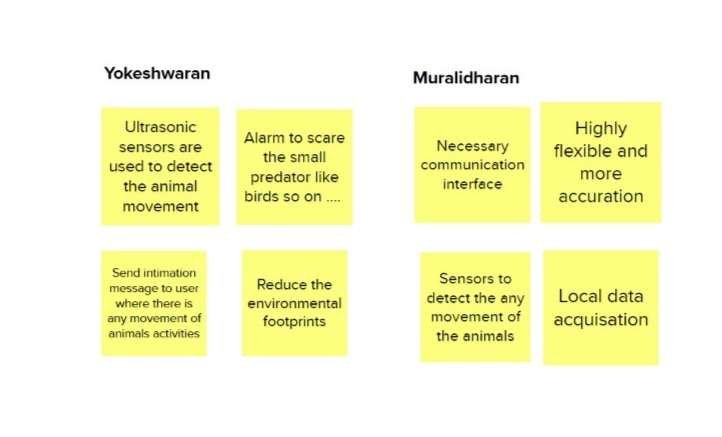 Yokeshwaran
Ultrasonic
sensors are
used to detect
the animal
movement
Alarm to scare
the small
predator like
birds so on ....
Send intimation
message to user
where there is
any movement of
animals activities
Reduce the
environmental
footprints
Muralidharan
Necessary
communication
interface
Highly
flexible and
more
accuration
Sensors to
detect the any
movement of
the animals
Local data
acquisation